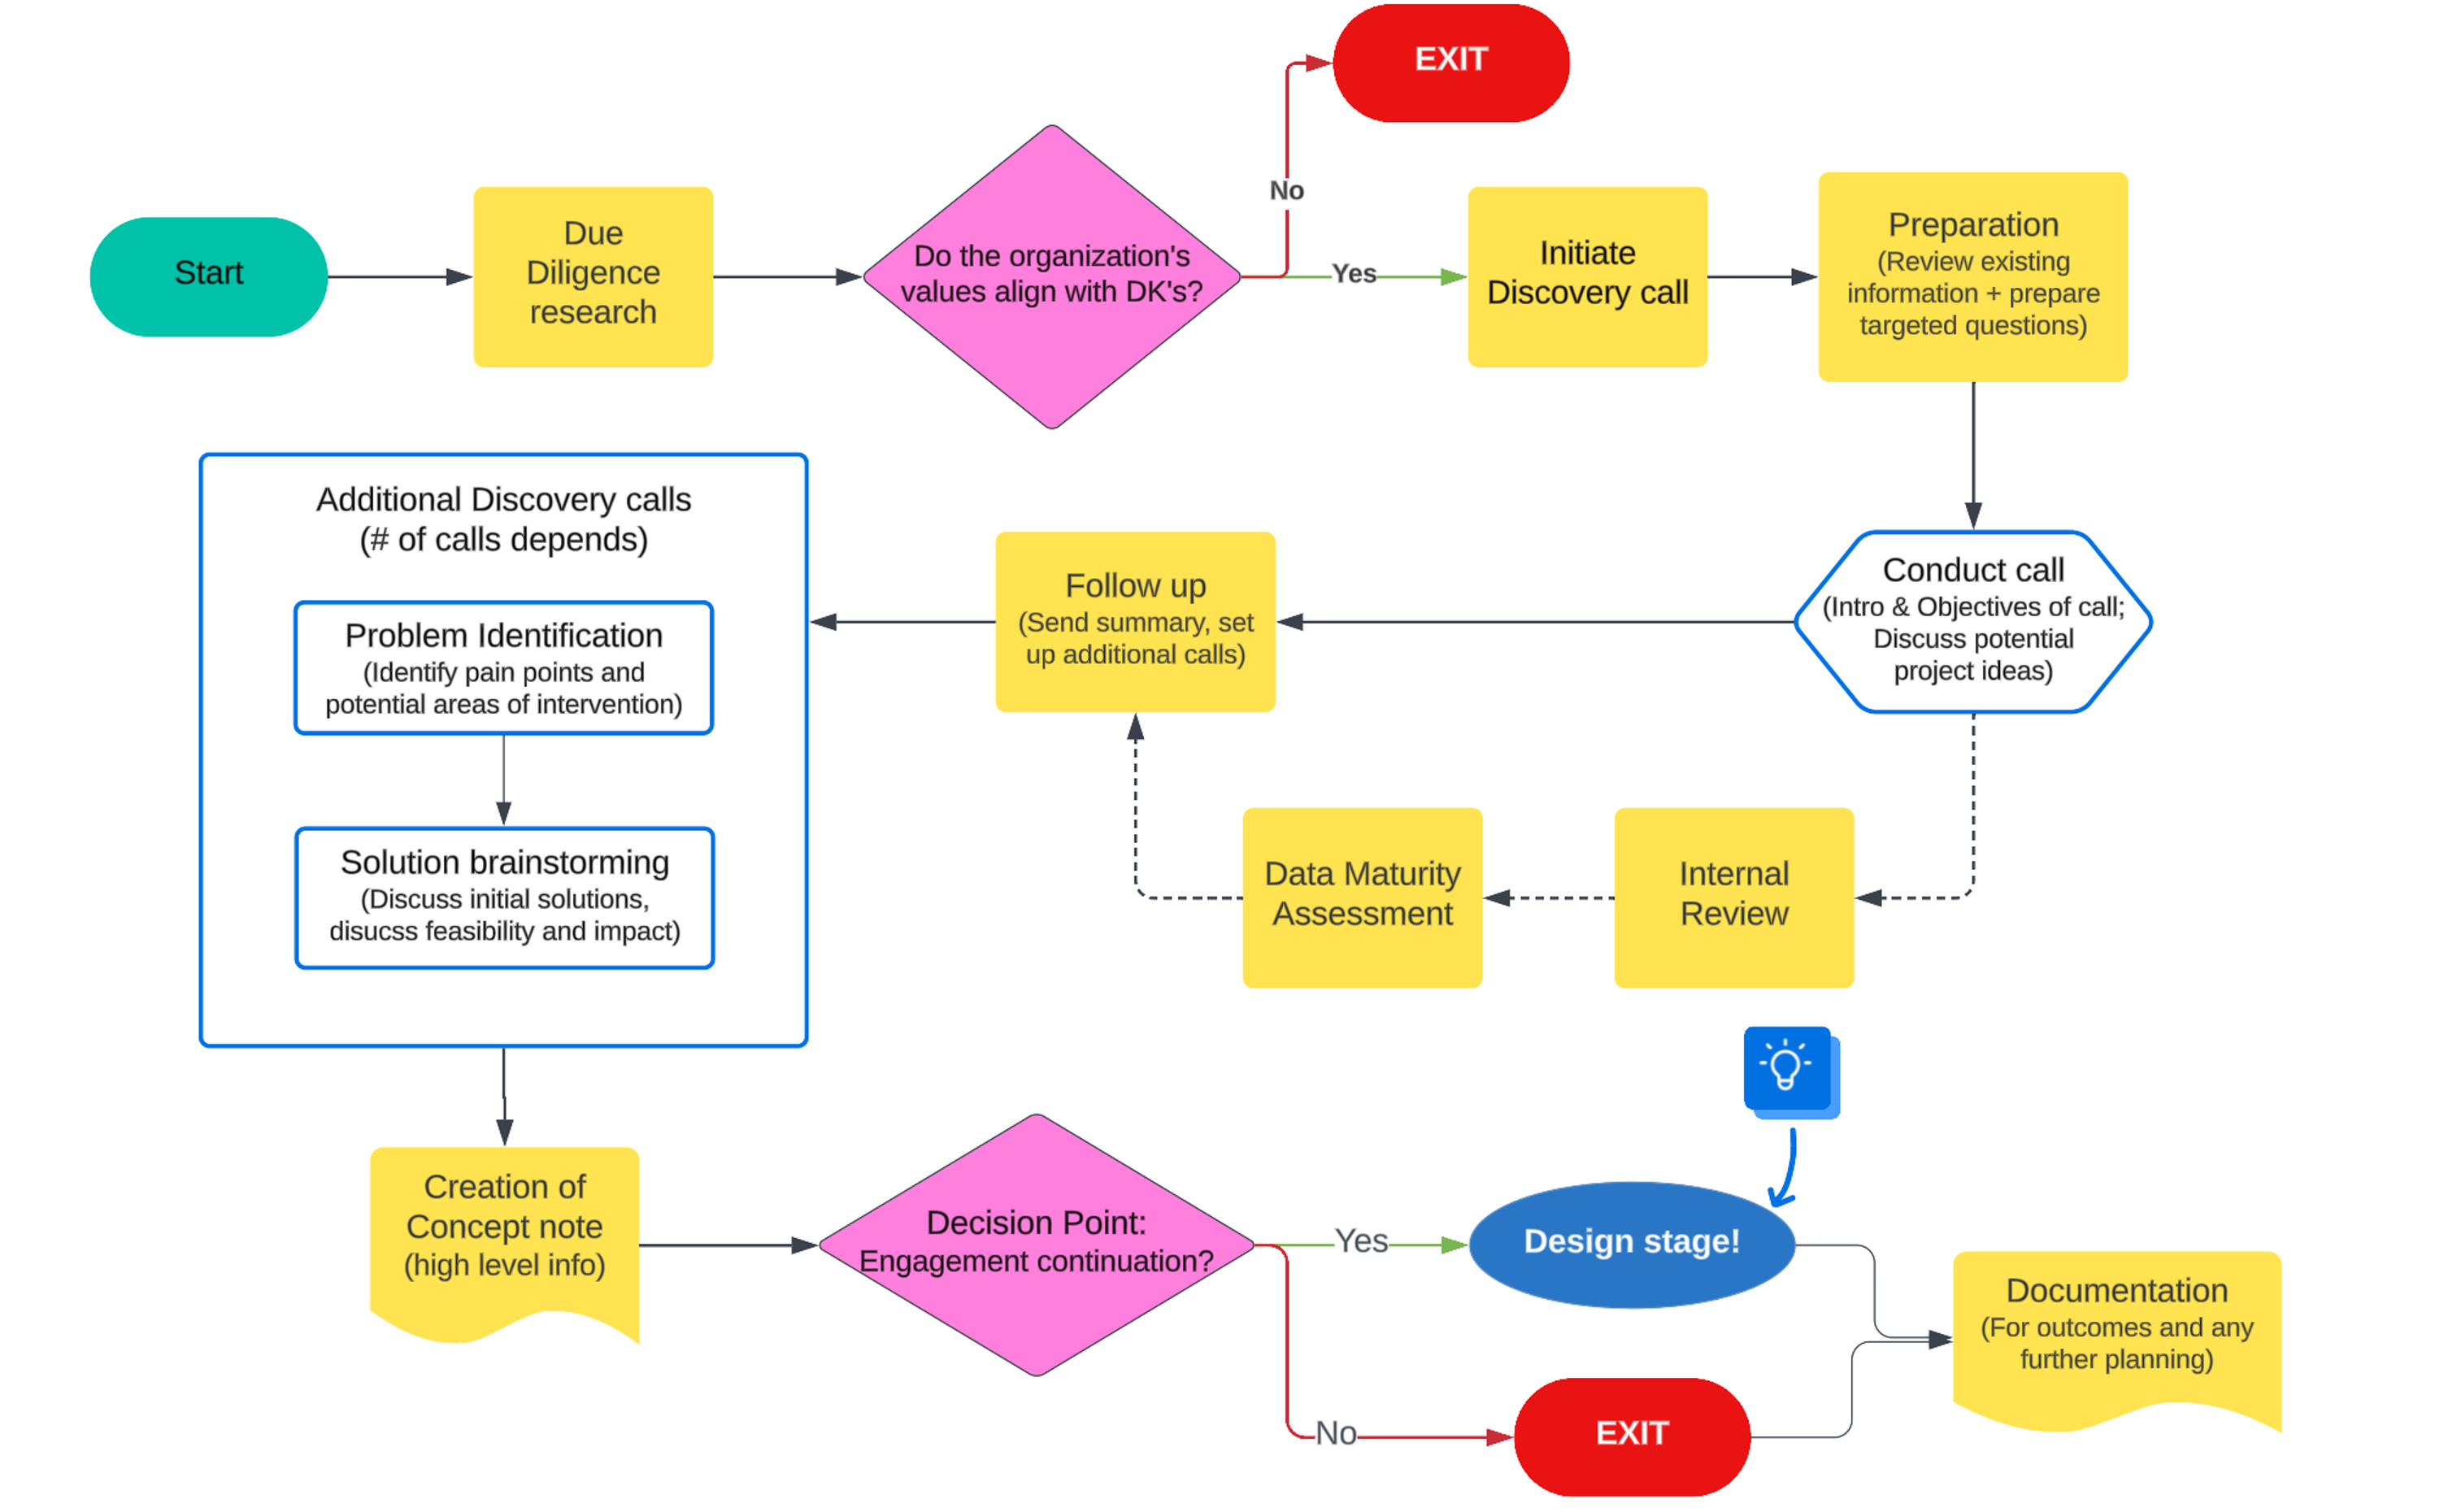 EXIT
No
Start
Due
Diligence
research
Do the organization's
values align with DK's?
Yes
Initiate
Discovery call
Preparation
(Review existing
information + prepare
targeted questions)
Conduct call
(Intro & Objectives of call;
Discuss potential
project ideas)
Follow up
(Send summary, set
up additional calls)
Internal
Review
Data Maturity
Assessment
Additional Discovery calls
(# of calls depends)
Problem Identification
(Identify pain points and
potential areas of intervention)
Solution brainstorming
(Discuss initial solutions,
disucss feasibility and impact)
Creation of
Concept note
(high level info)
Decision Point:
Engagement continuation?
Yes
Design stage!
No
EXIT
Documentation
(For outcomes and any
further planning)